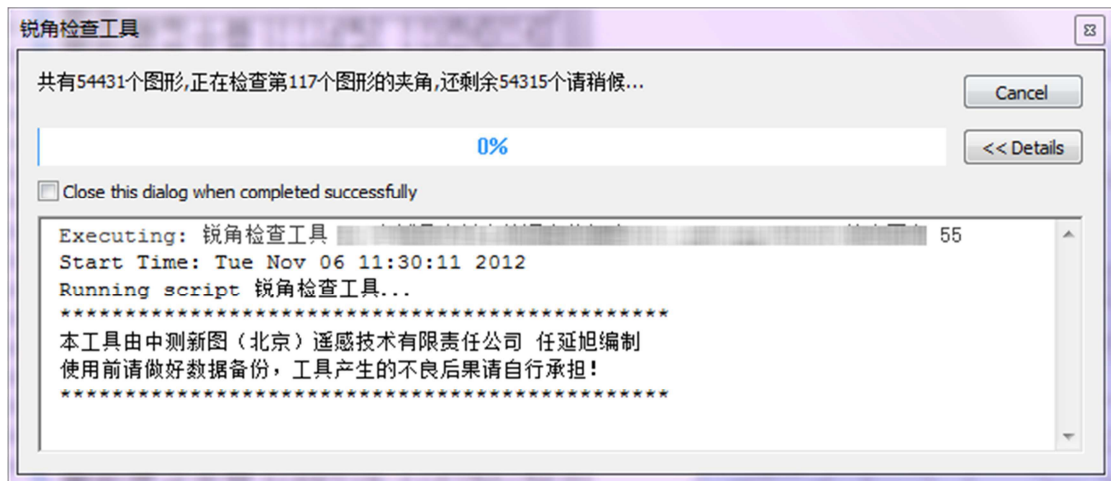 锐角检查工具
共有54431个图形,正在检查第117个图形的夹角,还剩余54315个请稍候...
Cancel
0%
<< Details
Close this dialog when completed successfully
Executing: 锐角检查工具 55
Start Time: Tue Nov 06 11:30:11 2012
Running script 锐角检查工具...
***********************************************
本工具由中测新图（北京）遥感技术有限责任公司 任延旭编制
使用前请做好数据备份，工具产生的不良后果请自行承担!
***********************************************